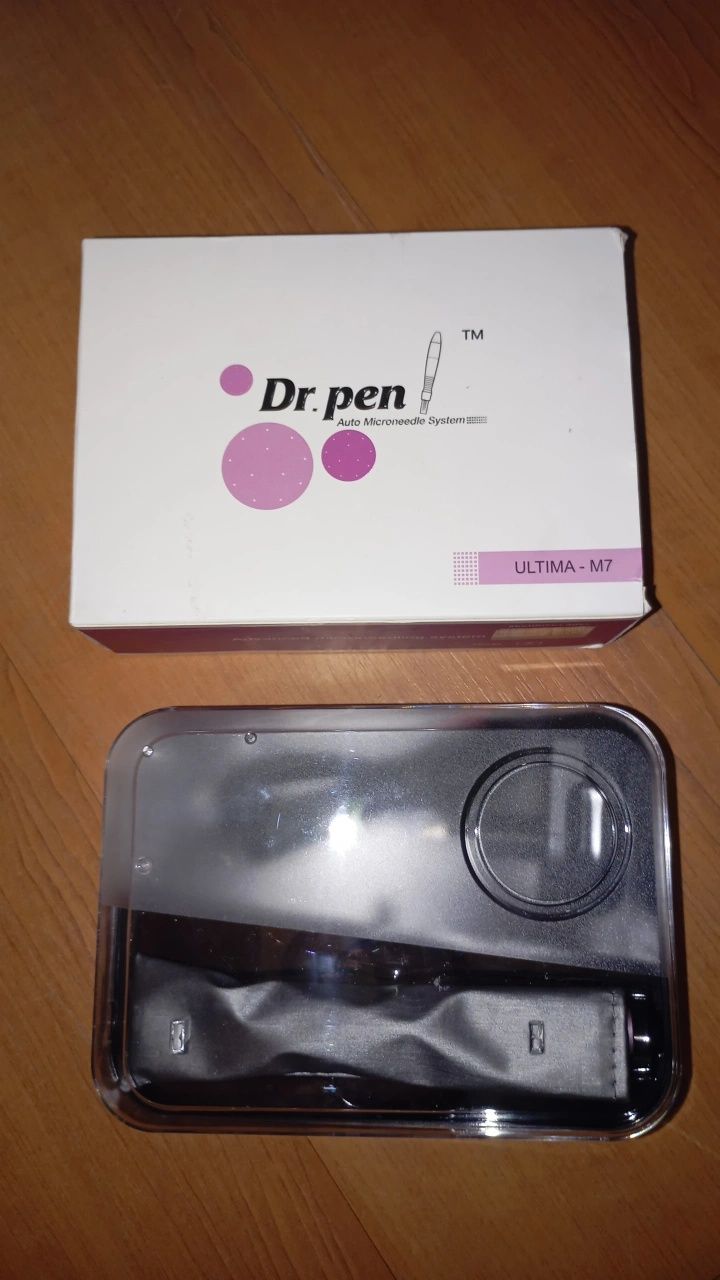 TM
Dr. pen
Auto Microneedle System
ULTIMA - M7